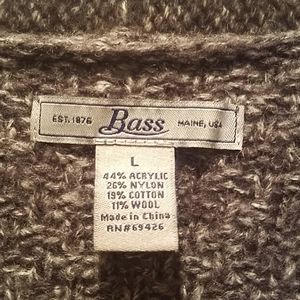 EST. 1876 Bass MAINE, USA
L
44% ACRYLIC
26% NYLON
19% COTTON
11% WOOL
Made in China
RN#69426